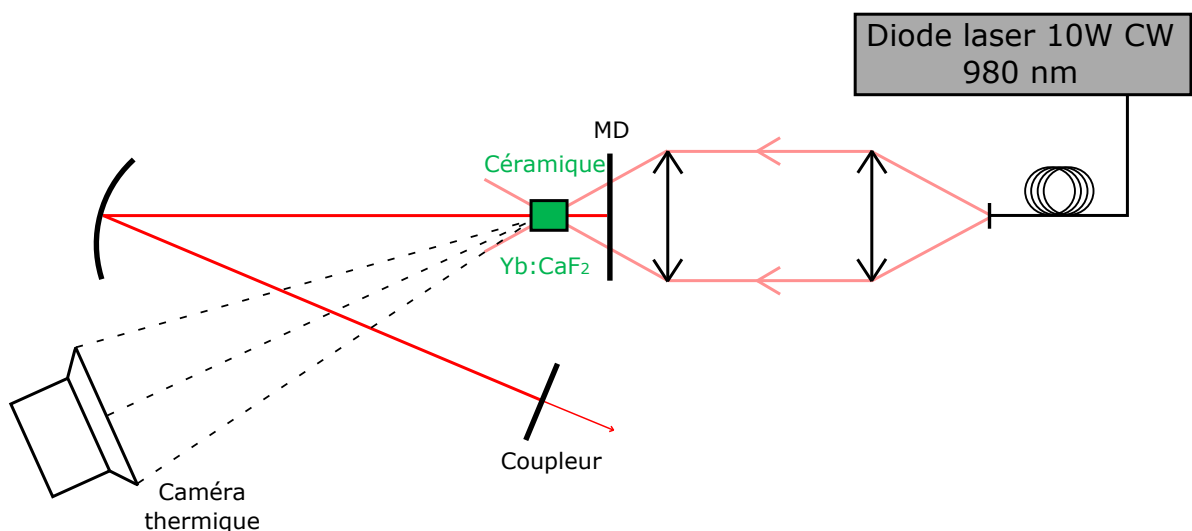 Diode laser 10W CW
980 nm
MD
Céramique
Yb:CaF₂
Coupleur
Caméra
thermique